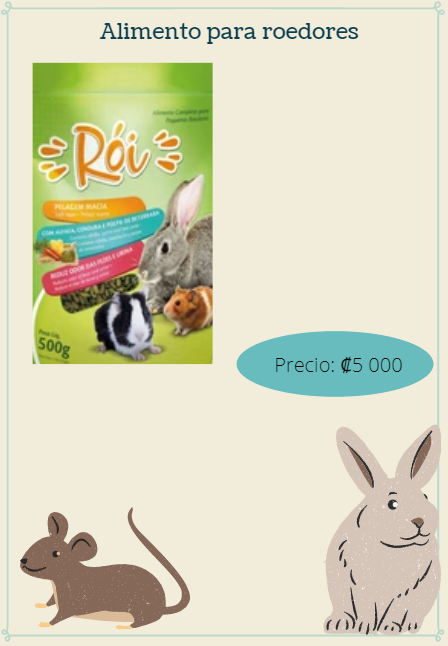 Alimento para roedores
Alimento Completo para
Pequenos Roedores
Rói
PELAGEM MACIA
COM ALFAFA, CENOURA E POLPA DE BETERRABA
REDUZ ODOR DAS FEZES E URINA
Peso Líq.
500g
Precio: ₡5 000